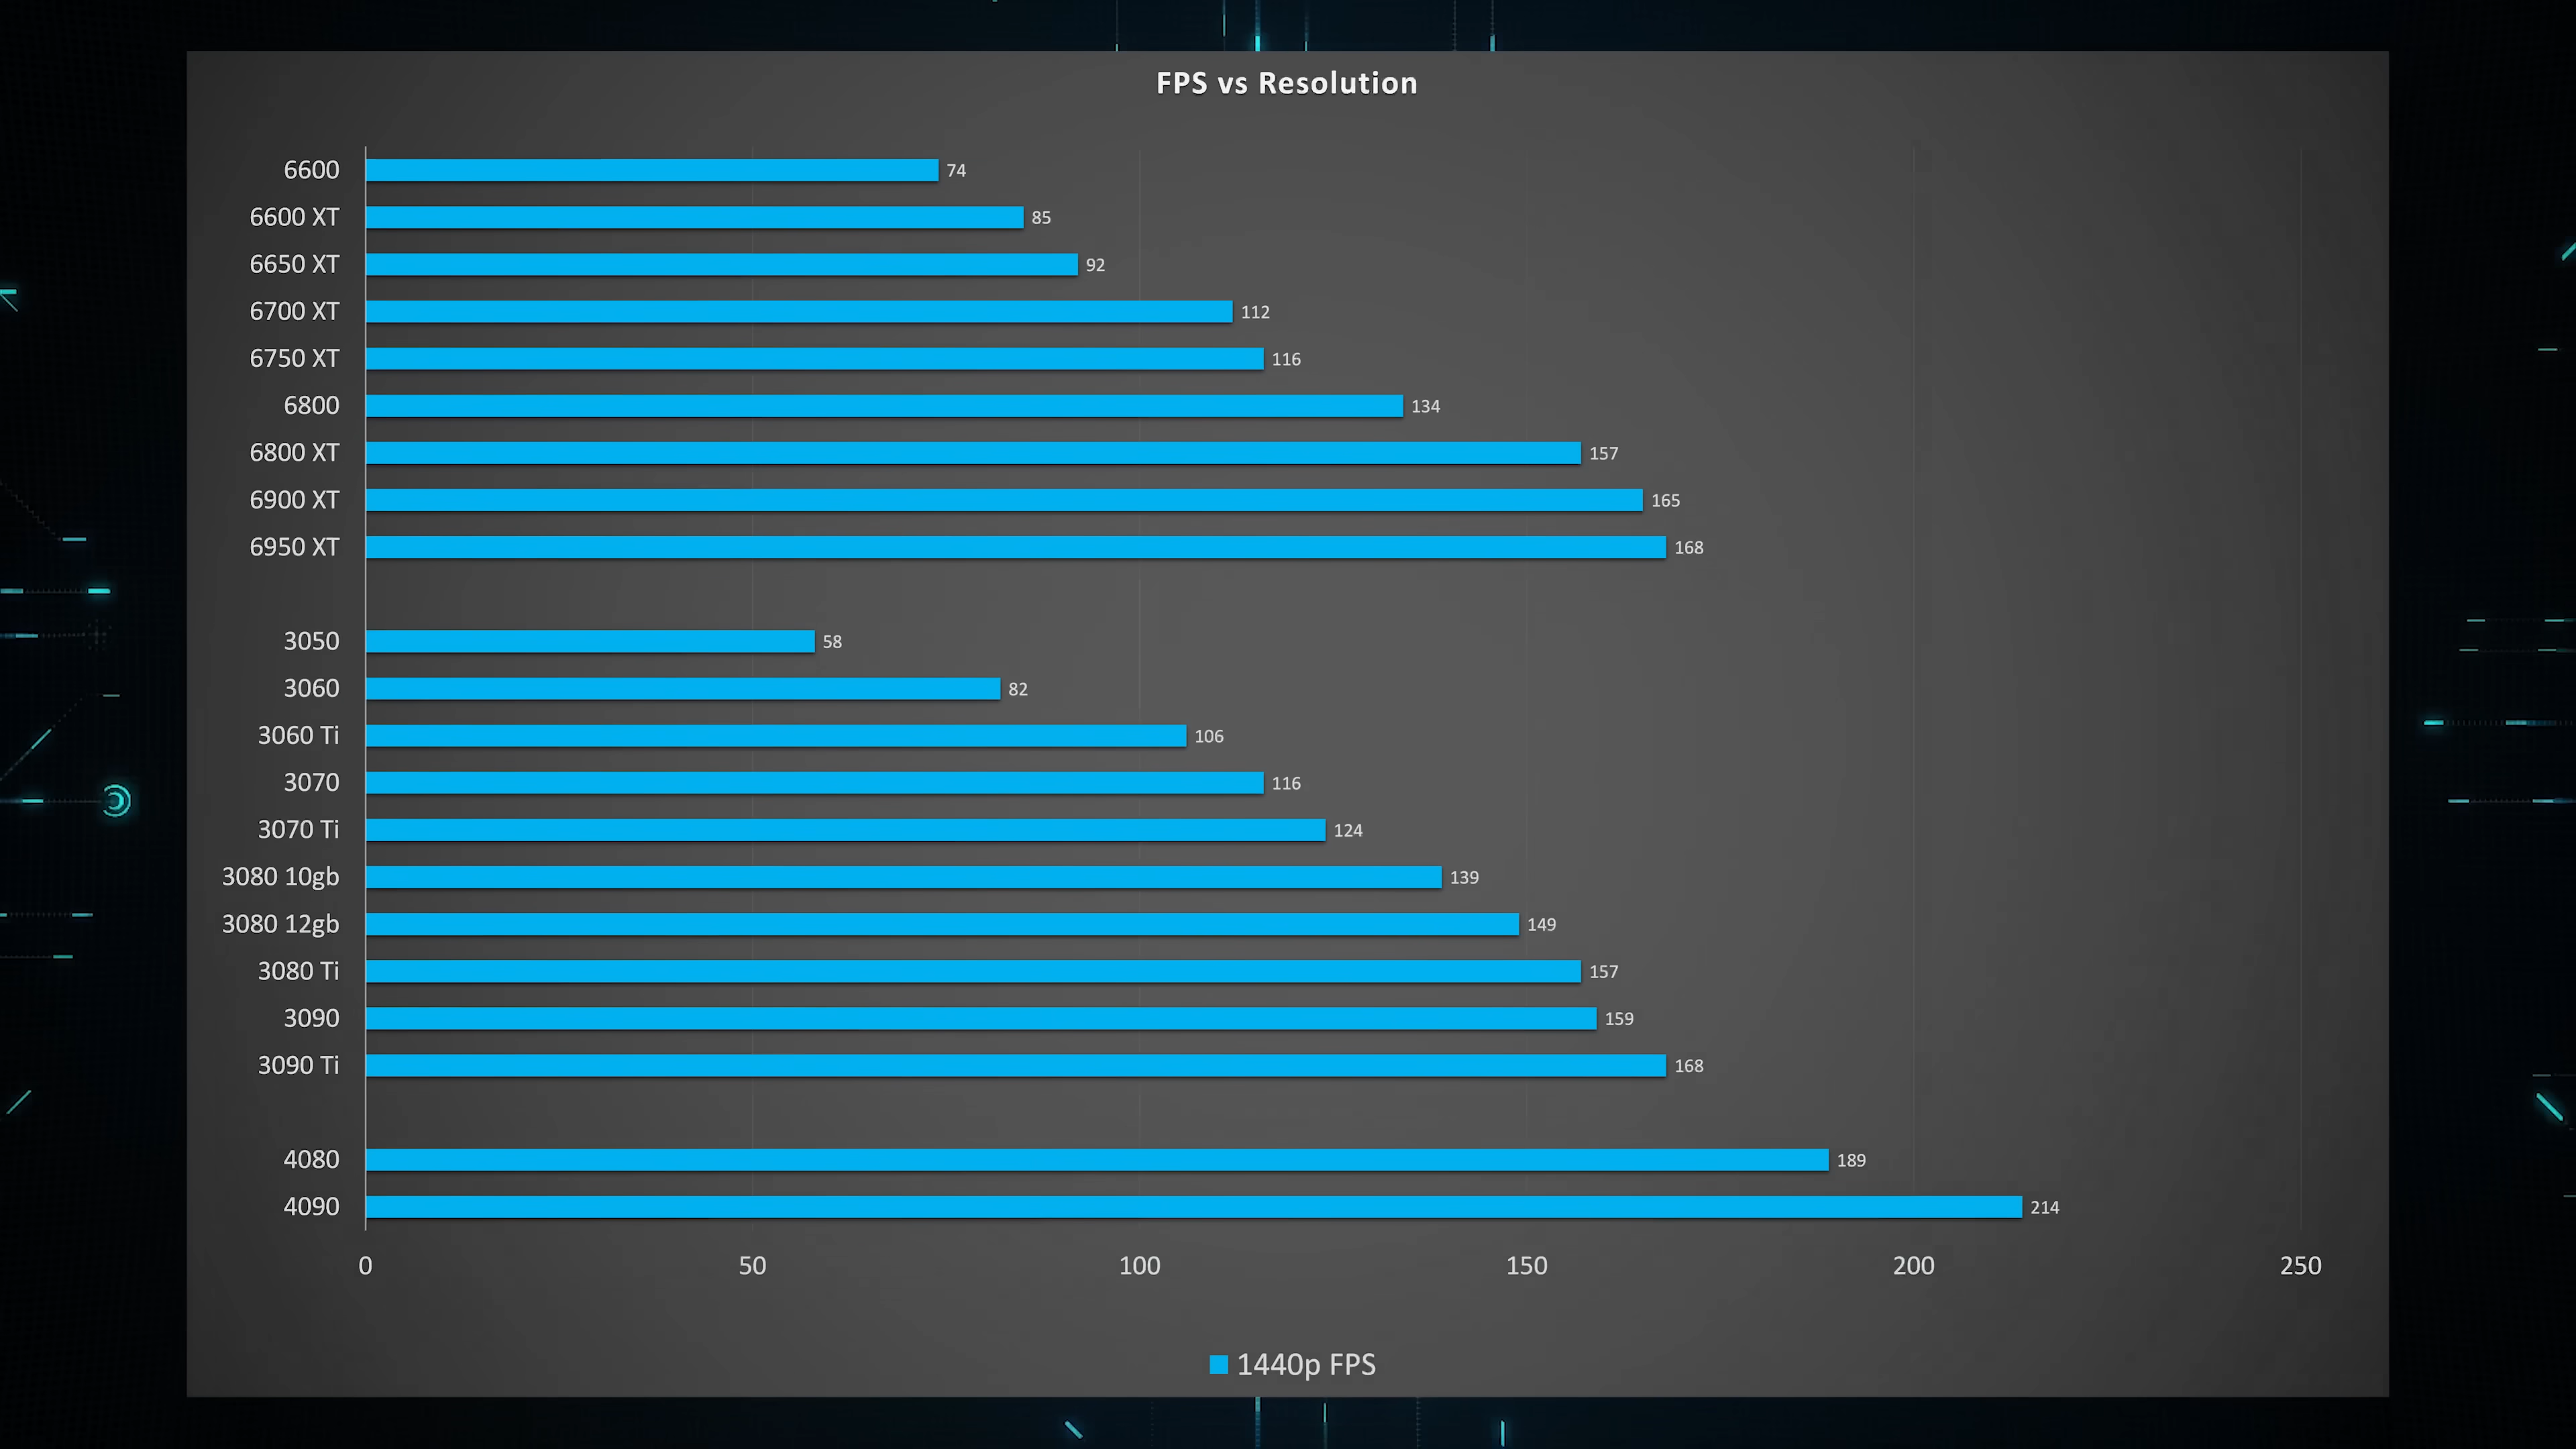 FPS vs Resolution
6600 74
6600 XT 85
6650 XT 92
6700 XT 112
6750 XT 116
6800 134
6800 XT 157
6900 XT 165
6950 XT 168
3050 58
3060 82
3060 Ti 106
3070 116
3070 Ti 124
3080 10gb 139
3080 12gb 149
3080 Ti 157
3090 159
3090 Ti 168
4080 189
4090 214
0 50 100 150 200 250
1440p FPS